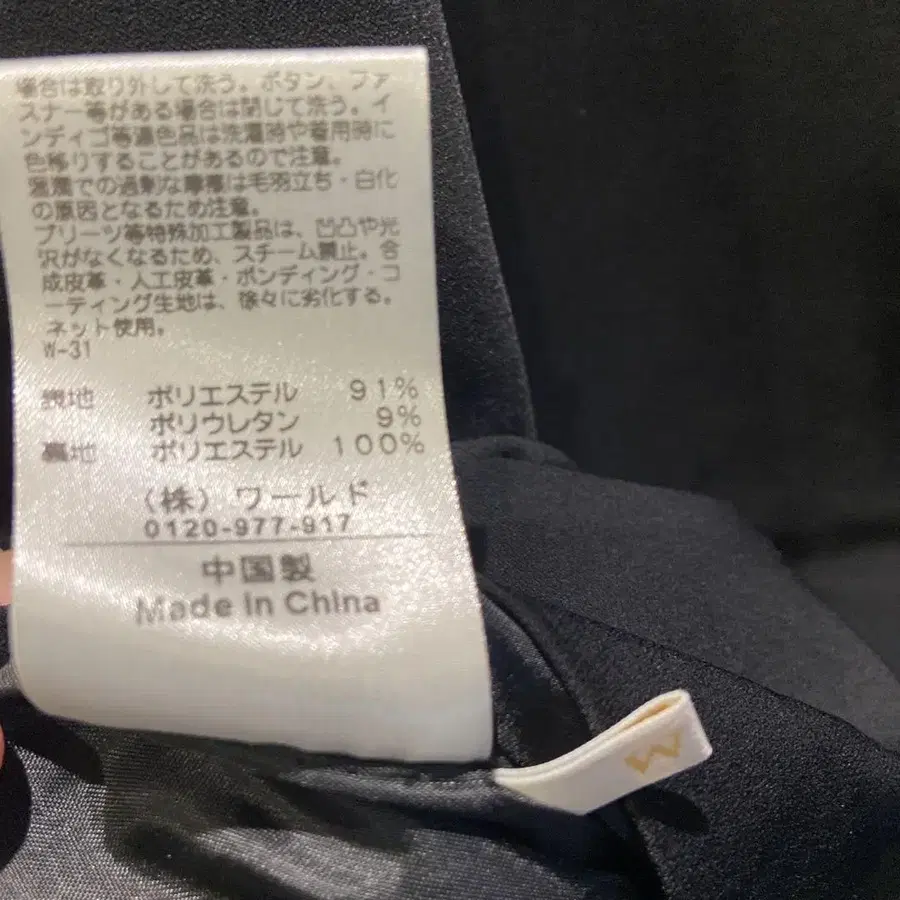 場合は取り外して洗う。ボタン、ファ
スナー等がある場合は閉じて洗う。イ
ンディゴ等濃色品は洗濯時や着用時に
色移りすることがあるので注意。
湿潤での過剰な摩擦は毛羽立ち・白化
の原因となるため注意。
プリーツ等特殊加工製品は、凹凸や光
沢がなくなるため、スチーム禁止。合
成皮革・人工皮革・ボンディング・コ
ーティング生地は、徐々に劣化する。
ネット使用。
W-31
表地 ポリエステル 91%
ポリウレタン 9%
裏地 ポリエステル 100%
(株) ワールド
0120-977-917
中国製
Made in China
M